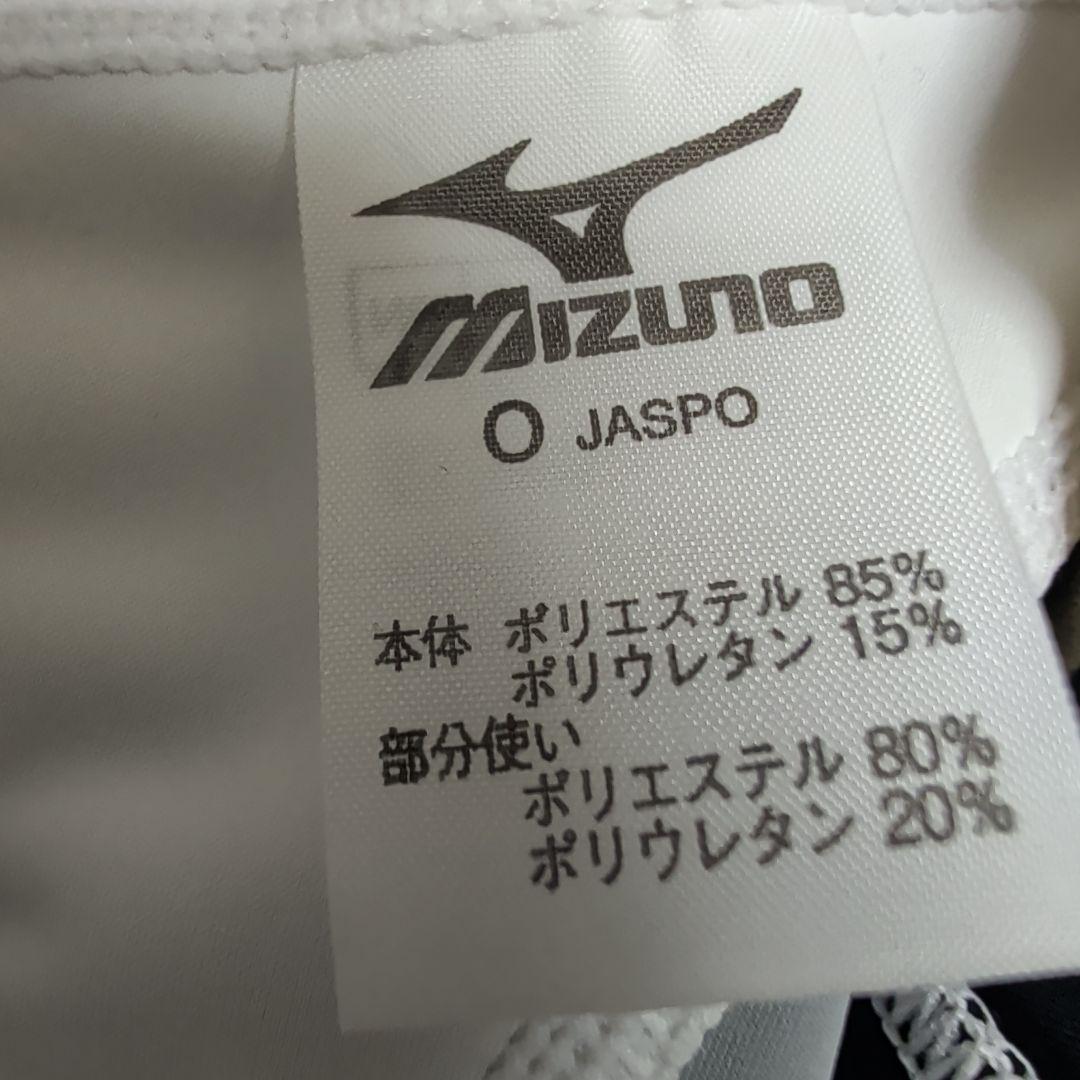 MIZUNO
O JASPO
本体 ポリエステル 85%
ポリウレタン 15%
部分使い
ポリエステル 80%
ポリウレタン 20%